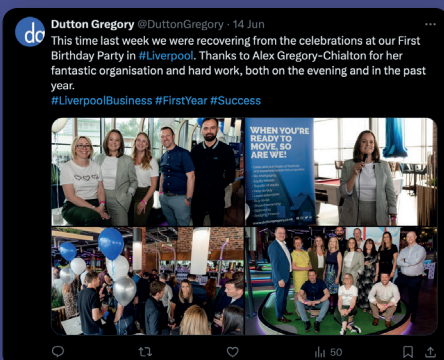 dg
Dutton Gregory @DuttonGregory · 14 Jun
This time last week we were recovering from the celebrations at our First
Birthday Party in #Liverpool. Thanks to Alex Gregory-Chialton for her
fantastic organisation and hard work, both on the evening and in the past
year.
#LiverpoolBusiness #FirstYear #Success
WHEN YOU'RE
READY TO
MOVE, SO
ARE WE!
50